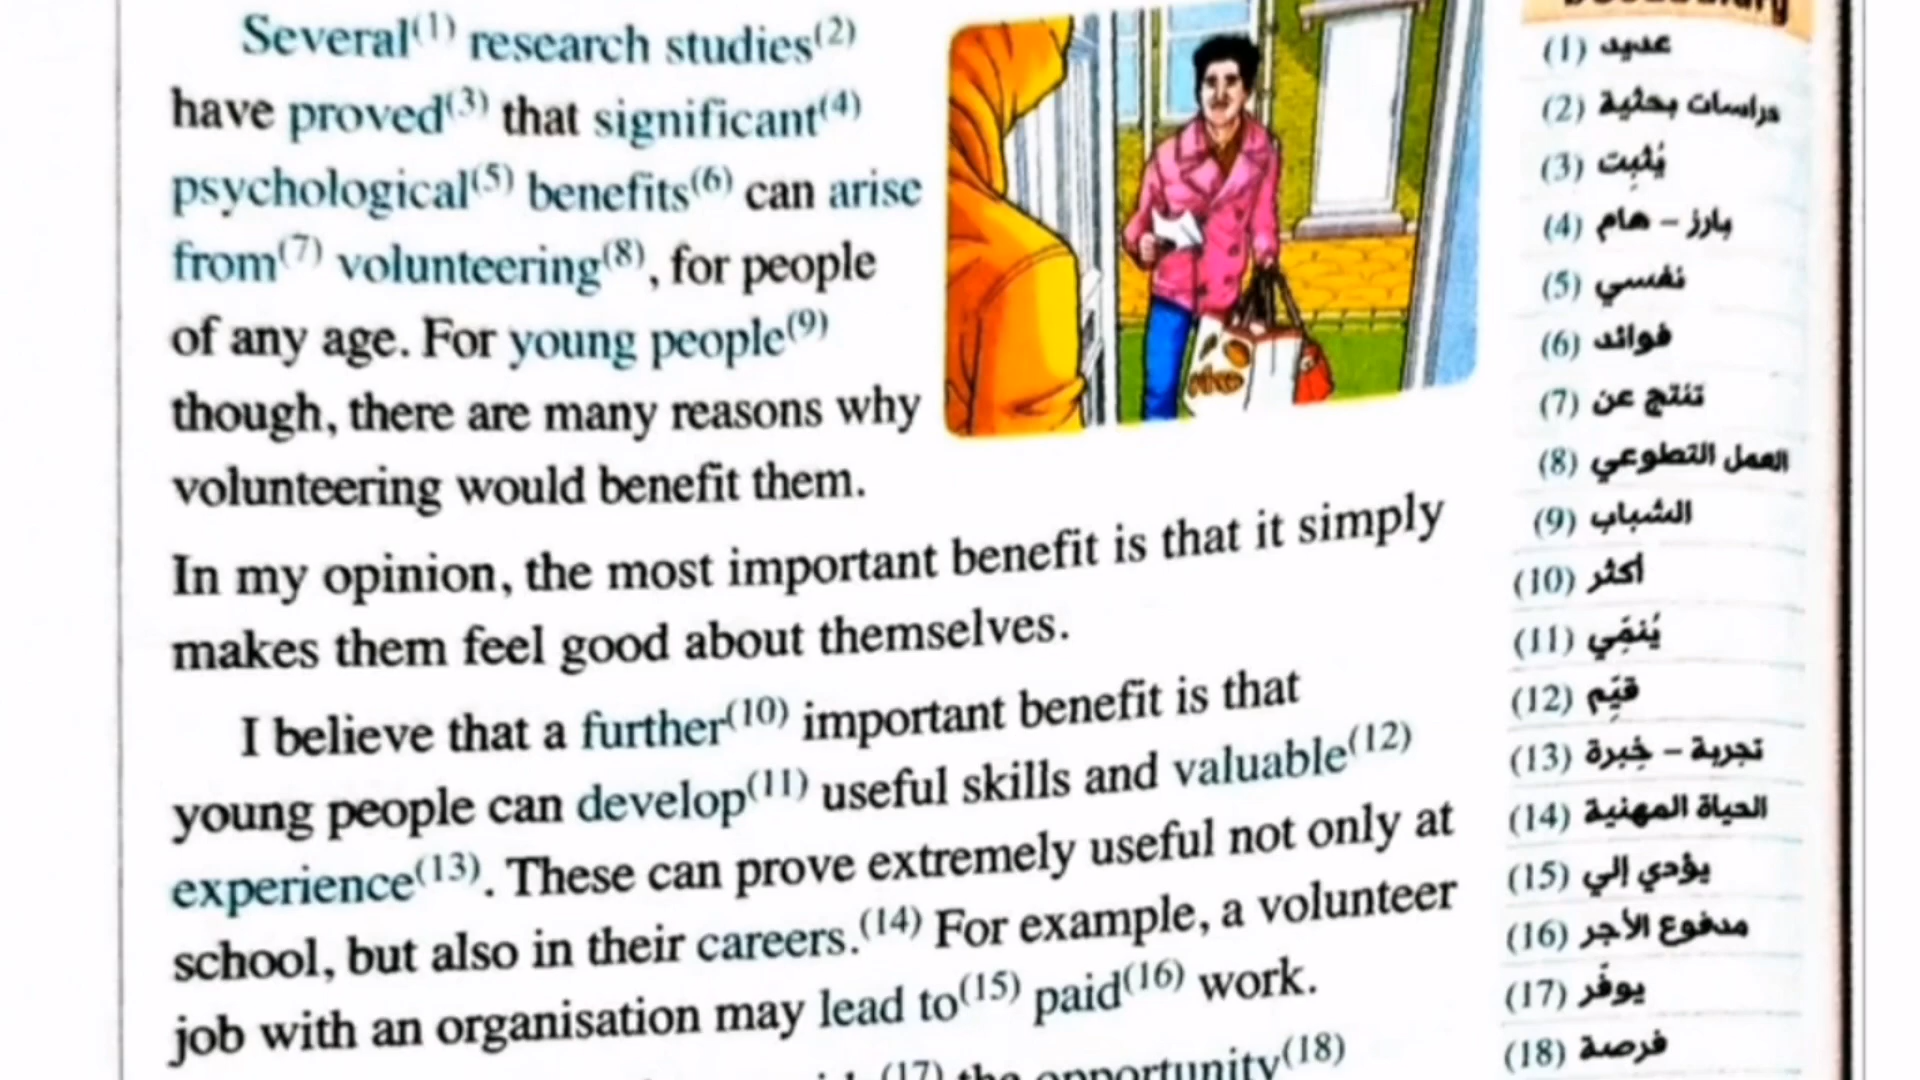 Several(1) research studies(2)
have proved(3) that significant(4)
psychological(5) benefits(6) can arise
from(7) volunteering(8), for people
of any age. For young people(9)
though, there are many reasons why
volunteering would benefit them.
In my opinion, the most important benefit is that it simply
makes them feel good about themselves.
I believe that a further(10) important benefit is that
young people can develop(11) useful skills and valuable(12)
experience(13). These can prove extremely useful not only at
school, but also in their careers.(14) For example, a volunteer
job with an organisation may lead to(15) paid(16) work.
(17) the opportunity(18)
(1) عديد
(2) دراسات بحثية
(3) يُثبِت
(4) بارز – هام
(5) نفسي
(6) فوائد
(7) تنتج عن
(8) العمل التطوعي
(9) الشباب
(10) أكثر
(11) يُنمِّي
(12) قيِّم
(13) تجربة – خِبرة
(14) الحياة المهنية
(15) يؤدي إلي
(16) مدفوع الأجر
(17) يوفَّر
(18) فرصة